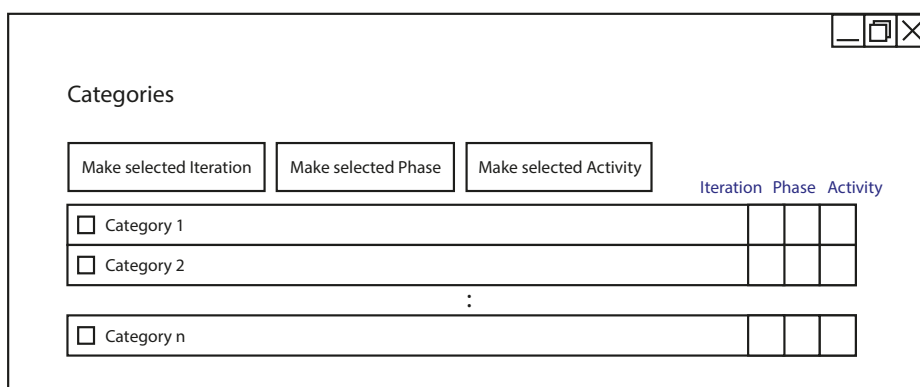 Categories
Make selected Iteration
Make selected Phase
Make selected Activity
Iteration Phase Activity
Category 1
Category 2
:
Category n